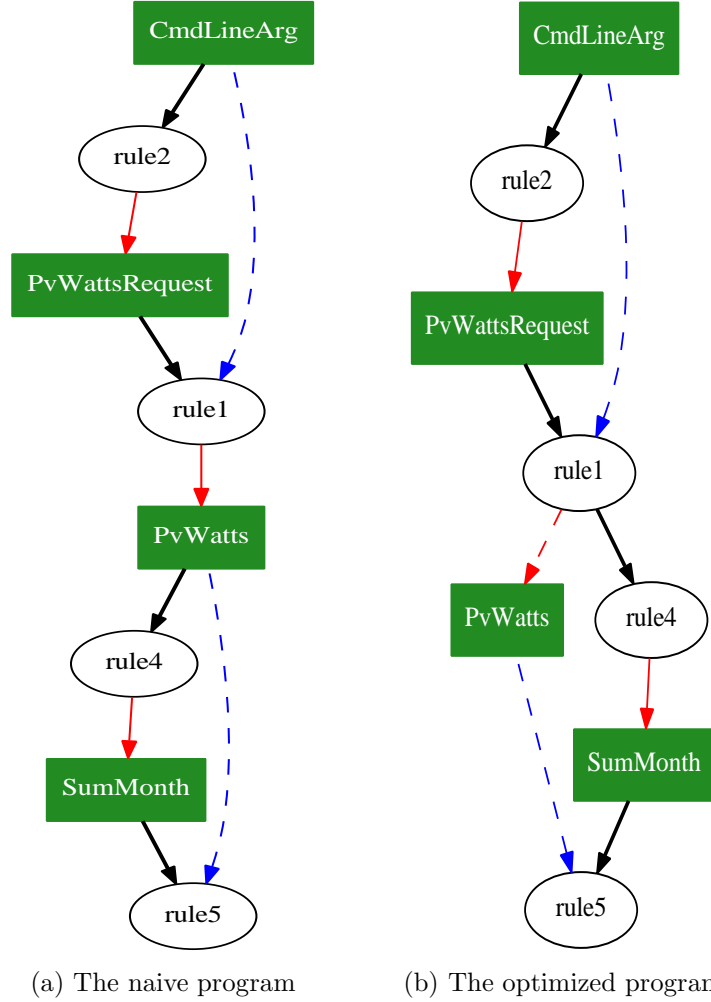 CmdLineArg
rule2
PvWattsRequest
rule1
PvWatts
rule4
SumMonth
rule5
(a) The naive program
CmdLineArg
rule2
PvWattsRequest
rule1
PvWatts
rule4
SumMonth
rule5
(b) The optimized program